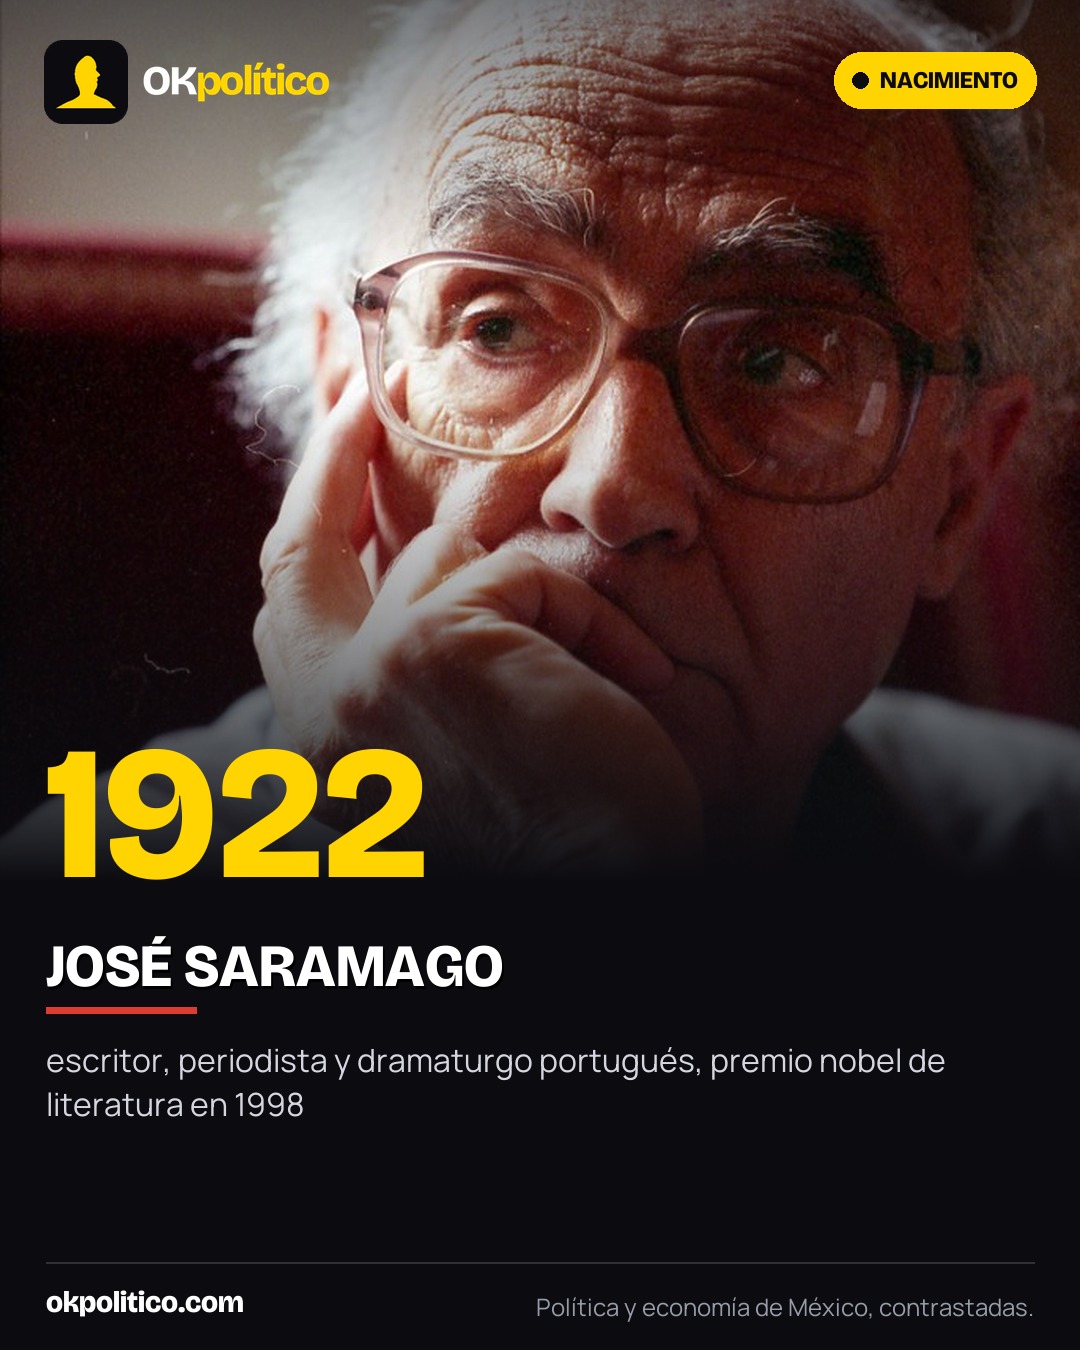 OKpolítico
NACIMIENTO
1922
JOSÉ SARAMAGO
escritor, periodista y dramaturgo portugués, premio nobel de
literatura en 1998
okpolitico.com
Política y economía de México, contrastadas.